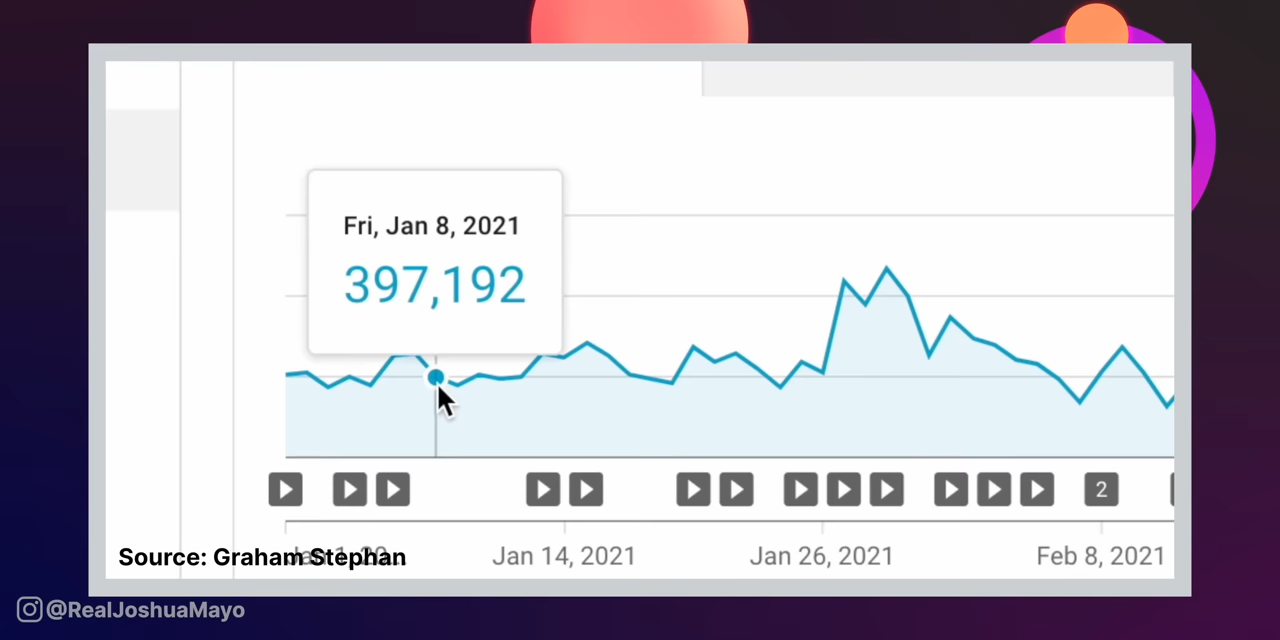 Fri, Jan 8, 2021
397,192
2
Source: Graham Stephan
Jan 14, 2021
Jan 26, 2021
Feb 8, 2021
@RealJoshuaMayo